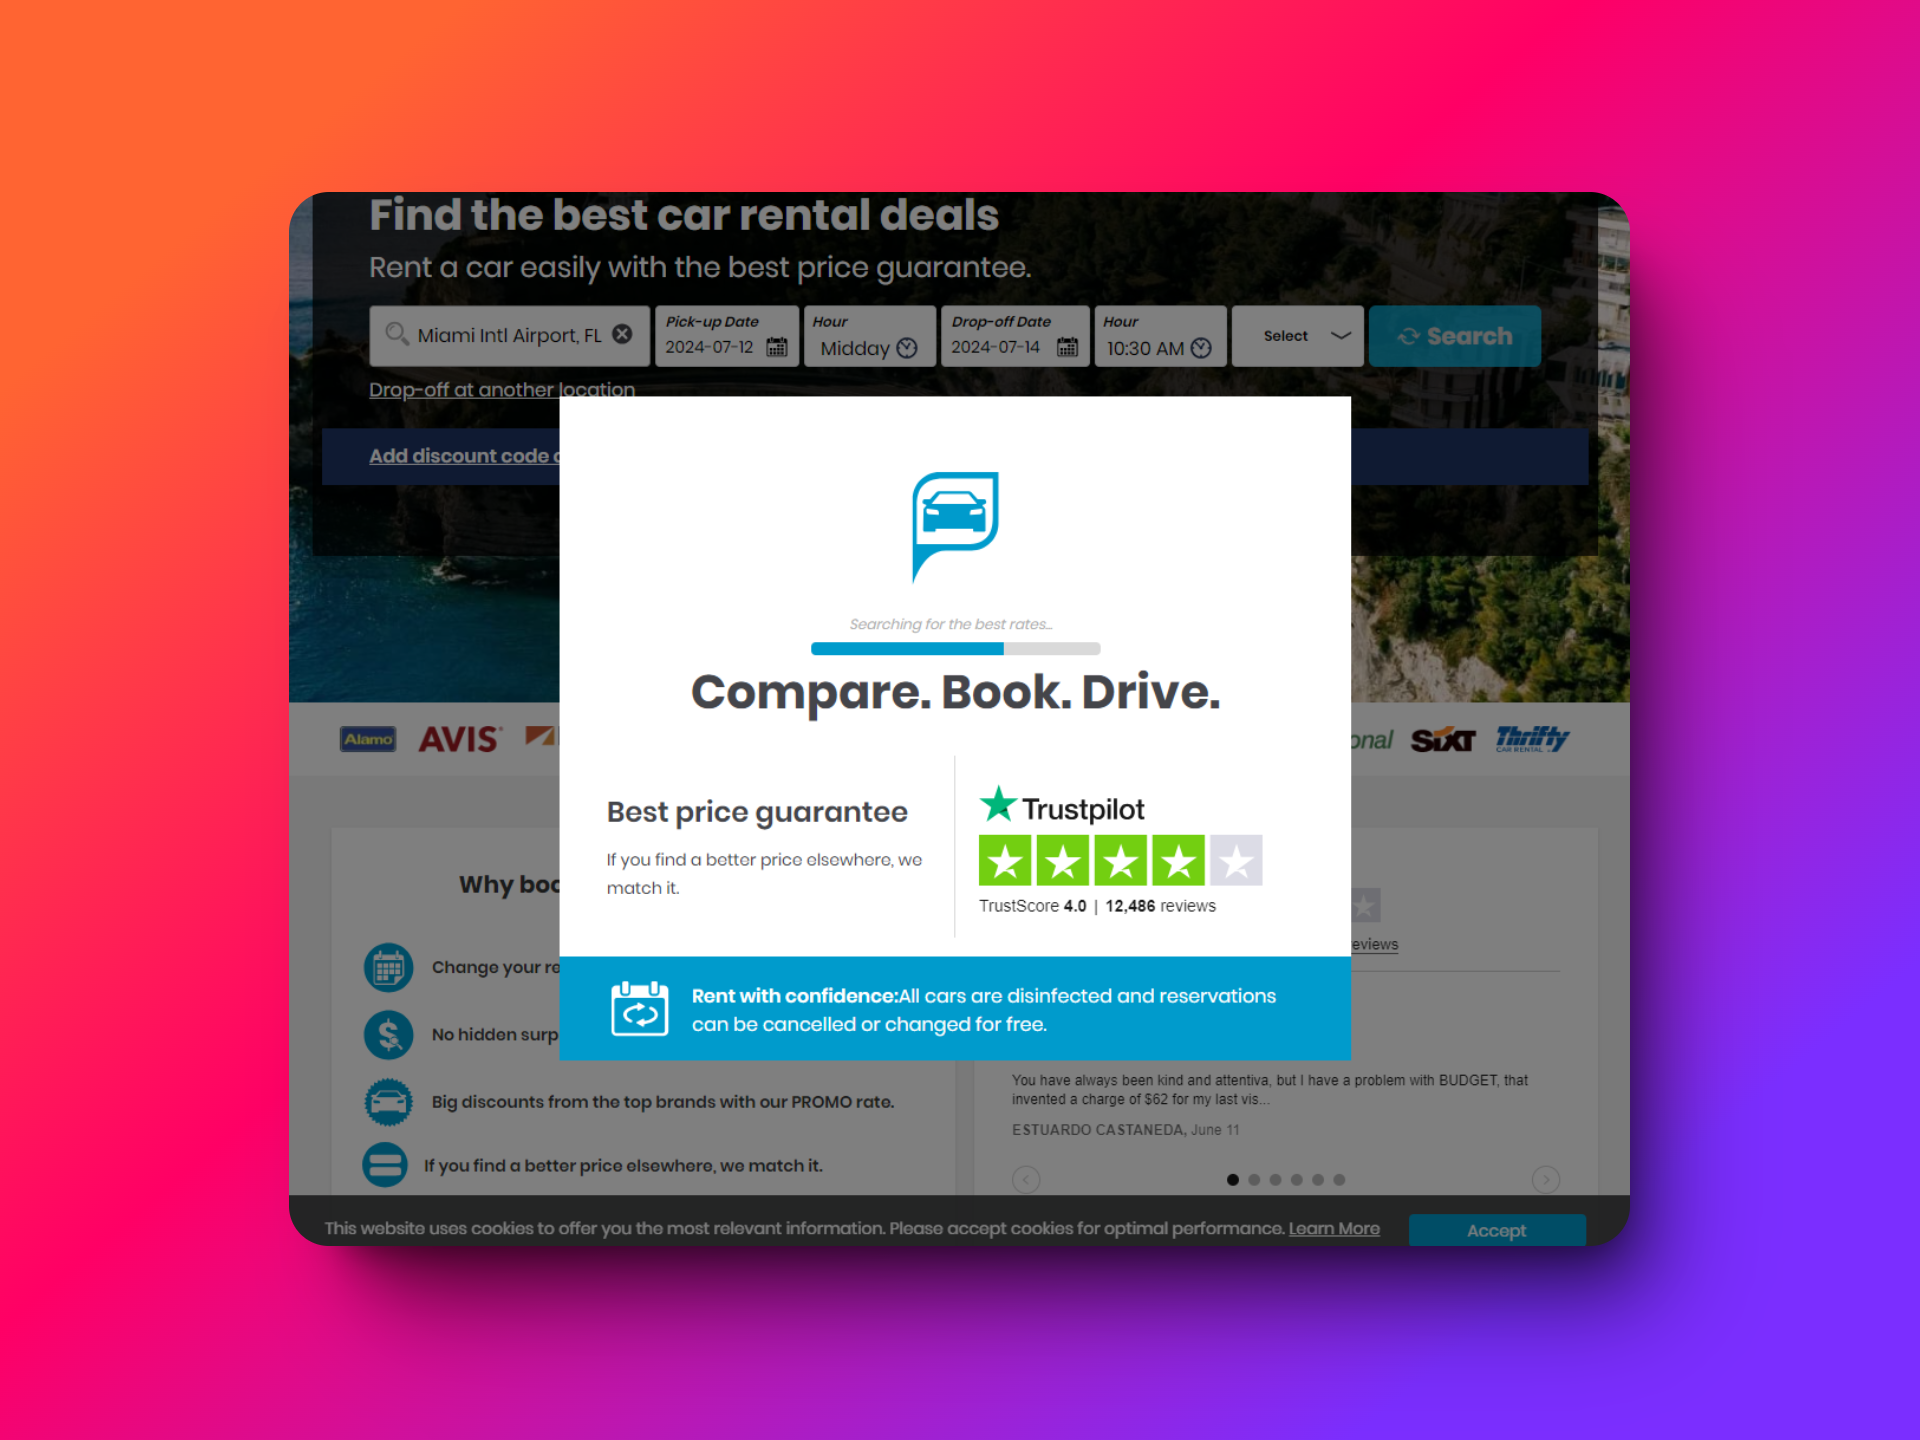 Find the best car rental deals
Rent a car easily with the best price guarantee.
Miami Intl Airport, FL
Pick-up Date
2024-07-12
Hour
Midday
Drop-off Date
2024-07-14
Hour
10:30 AM
Select
Search
Drop-off at another location
Add discount code
Searching for the best rates...
Compare. Book. Drive.
Alamo
AVIS
onal
SIXT
Thrifty
CAR RENTAL
Best price guarantee
If you find a better price elsewhere, we
match it.
Trustpilot
TrustScore 4.0 | 12,486 reviews
Rent with confidence:All cars are disinfected and reservations
can be cancelled or changed for free.
Why boo
Change your re
No hidden surp
Big discounts from the top brands with our PROMO rate.
If you find a better price elsewhere, we match it.
eviews
You have always been kind and attentiva, but I have a problem with BUDGET, that
invented a charge of $62 for my last vis...
ESTUARDO CASTANEDA, June 11
This website uses cookies to offer you the most relevant information. Please accept cookies for optimal performance. Learn More
Accept